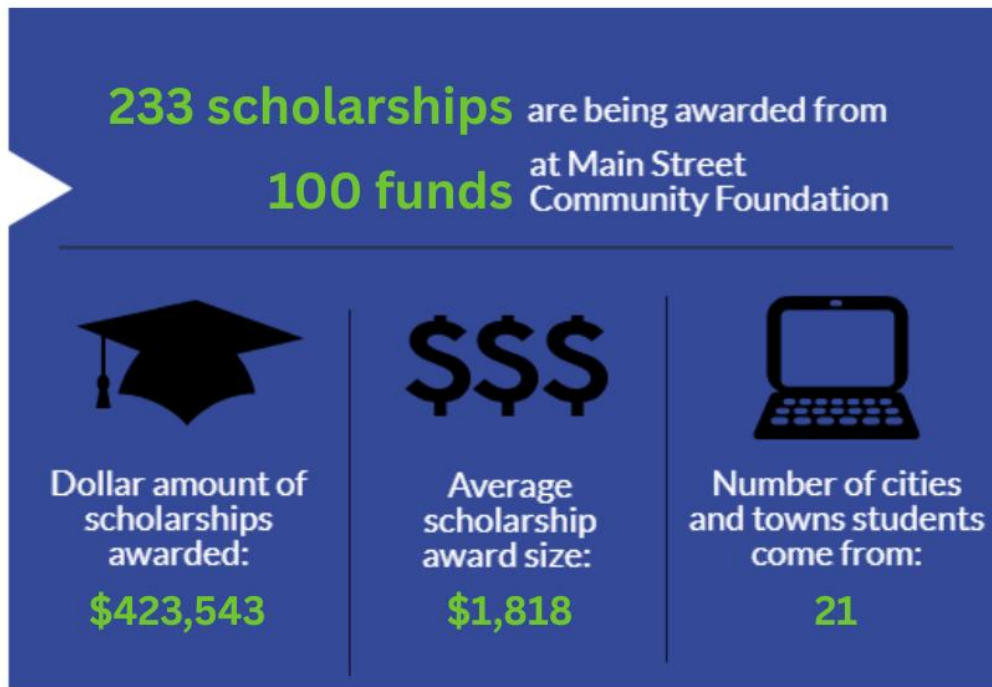 233 scholarships are being awarded from
100 funds at Main Street
Community Foundation
$$$
Dollar amount of
scholarships
awarded:
$423,543
Average
scholarship
award size:
$1,818
Number of cities
and towns students
come from:
21